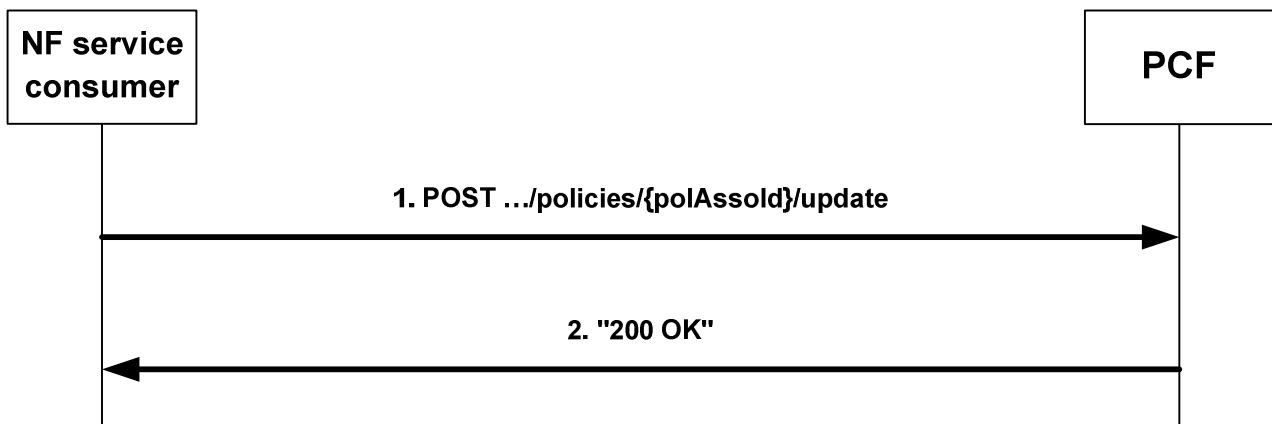 NF service
consumer
PCF
1. POST .../policies/{polAssoId}/update
2. "200 OK"